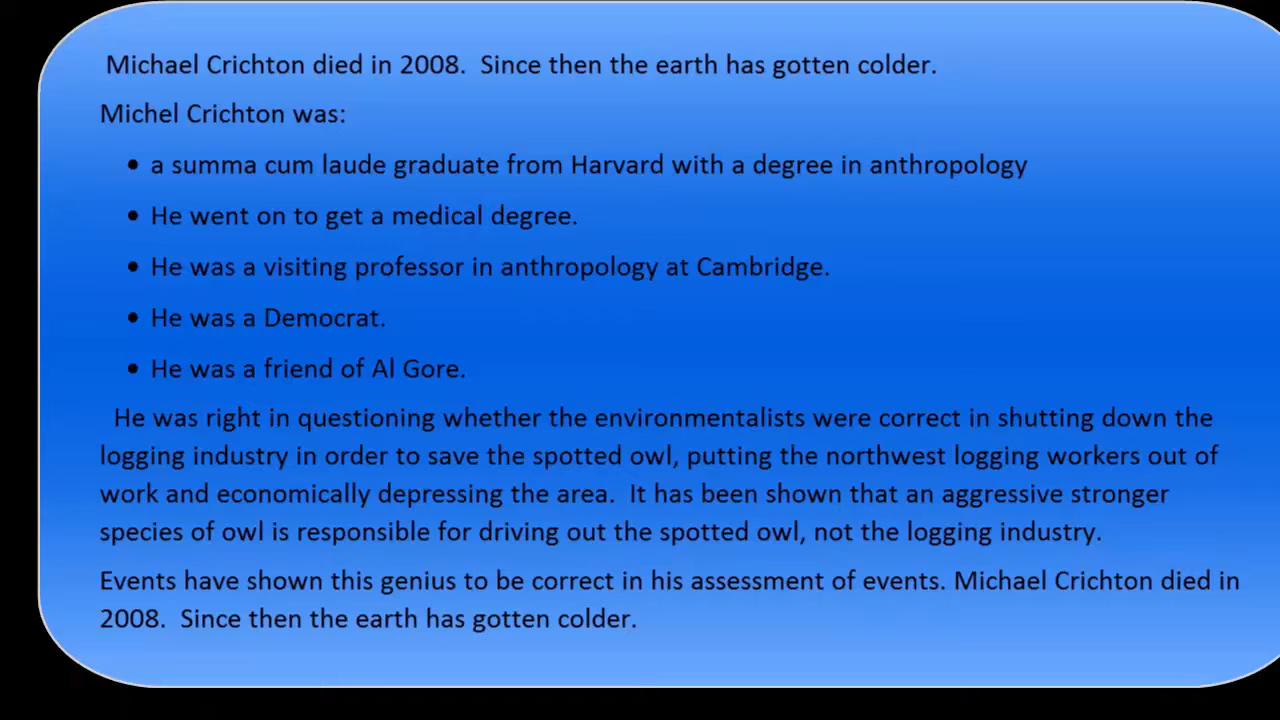 Michael Crichton died in 2008.  Since then the earth has gotten colder.
Michel Crichton was:
• a summa cum laude graduate from Harvard with a degree in anthropology
• He went on to get a medical degree.
• He was a visiting professor in anthropology at Cambridge.
• He was a Democrat.
• He was a friend of Al Gore.
He was right in questioning whether the environmentalists were correct in shutting down the
logging industry in order to save the spotted owl, putting the northwest logging workers out of
work and economically depressing the area.  It has been shown that an aggressive stronger
species of owl is responsible for driving out the spotted owl, not the logging industry.
Events have shown this genius to be correct in his assessment of events. Michael Crichton died in
2008.  Since then the earth has gotten colder.